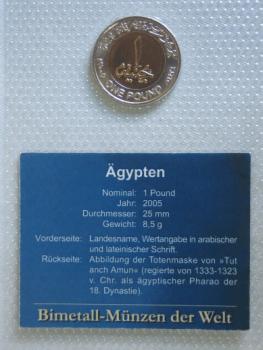 ONE POUND
Ägypten
Nominal: 1 Pound
Jahr: 2005
Durchmesser: 25 mm
Gewicht: 8,5 g
Vorderseite: Landesname, Wertangabe in arabischer
und lateinischer Schrift.
Rückseite: Abbildung der Totenmaske von »Tut
anch Amun« (regierte von 1333-1323
v. Chr. als ägyptischer Pharao der
18. Dynastie).
Bimetall-Münzen der Welt